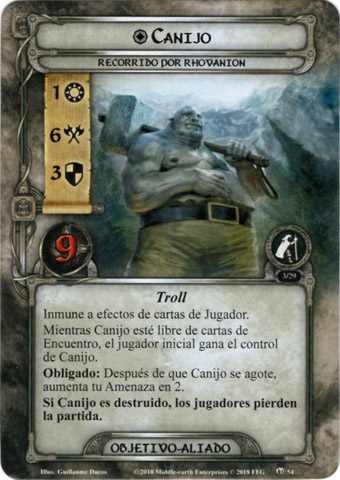 Canijo
Recorrido por Rhovanion
1
6
3
9
3/29
Troll
Inmune a efectos de cartas de Jugador.
Mientras Canijo esté libre de cartas de
Encuentro, el jugador inicial gana el control
de Canijo.
Obligado: Después de que Canijo se agote,
aumenta tu Amenaza en 2.
Si Canijo es destruido, los jugadores pierden
la partida.
Objetivo-Aliado
Illus. Guillaume Ducos ©2018 Middle-earth Enterprises ©2018 FFG 54